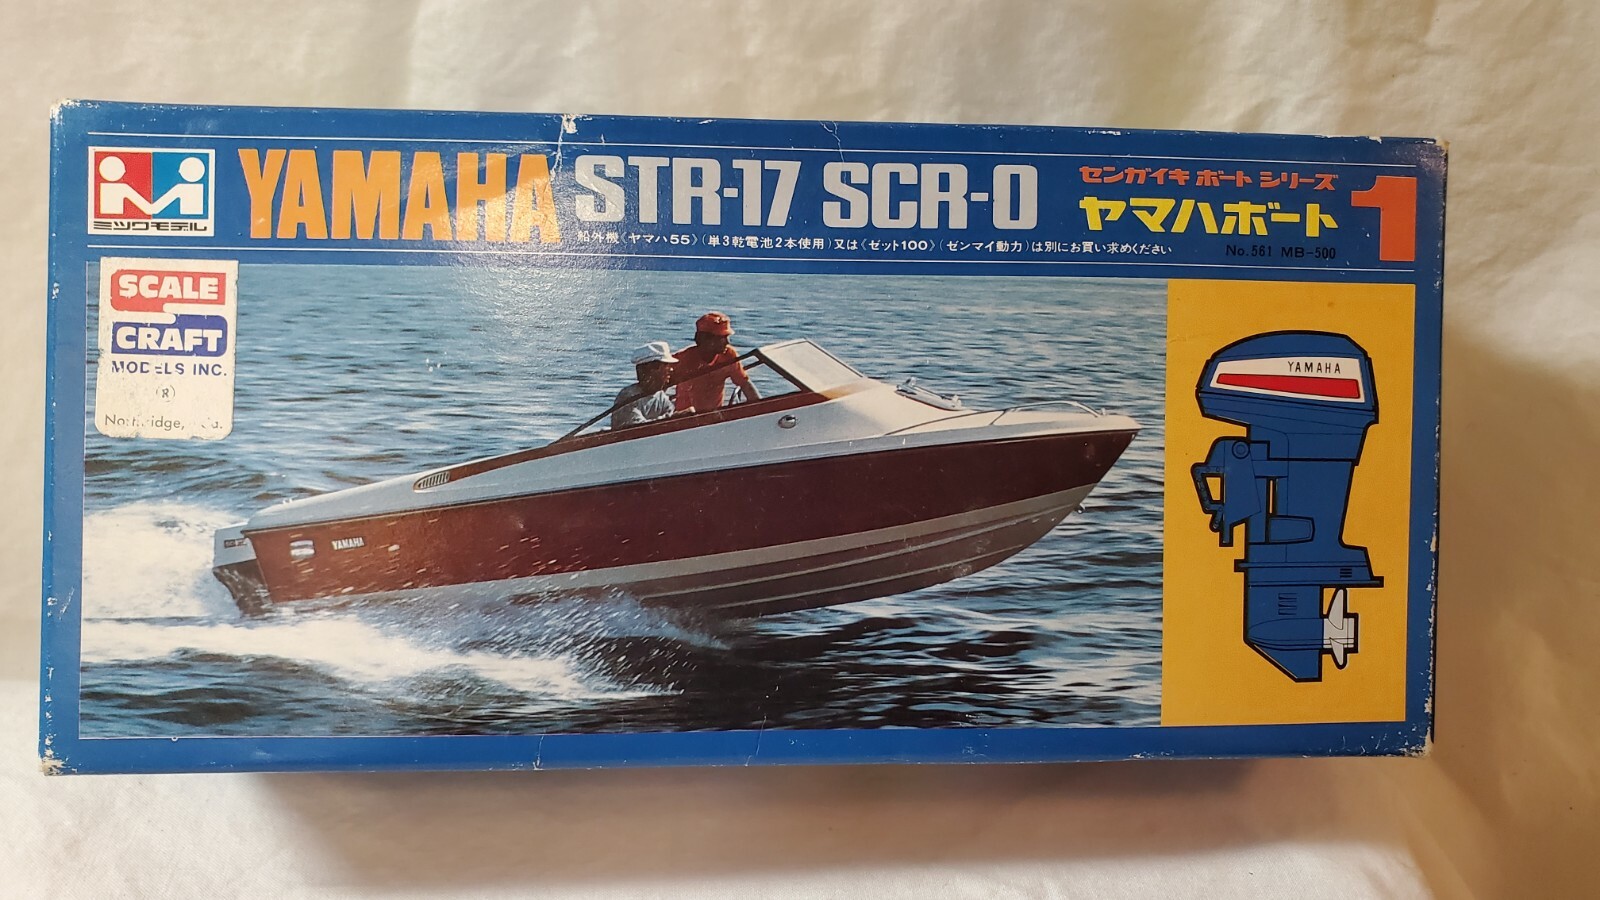 YAMAHA STR-17 SCR-0
センガイキ ボート シリーズ 1
ヤマハボート
No.561 MB-500
船外機《ヤマハ55》(単3乾電池2本使用)又は《ゼット100》(ゼンマイ動力)は別にお買い求めください
ミツワモデル
SCALE
CRAFT
MODELS INC.
(R)
YAMAHA
YAMAHA